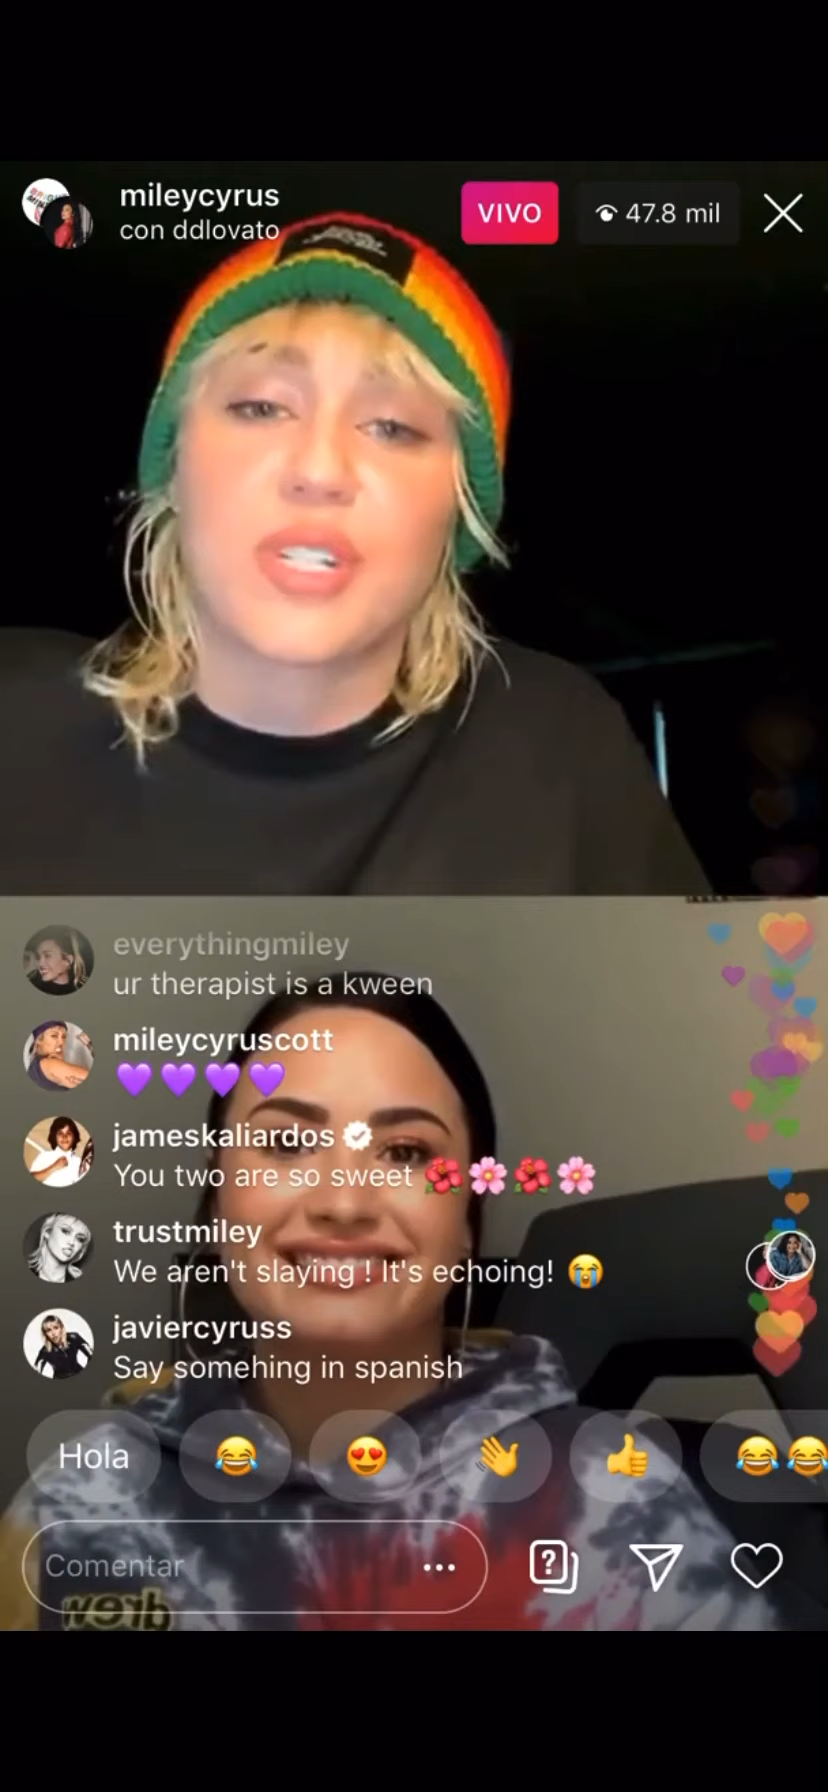 mileycyrus
con ddlovato
VIVO
47.8 mil
everythingmiley
ur therapist is a kween
mileycyruscott
💜💜💜💜
jameskaliardos
You two are so sweet 🌺🌸🌺🌸
trustmiley
We aren't slaying ! It's echoing! 😭
javiercyruss
Say somehing in spanish
Hola 😂 😍 👋 👍 😂😂
Comentar
drew